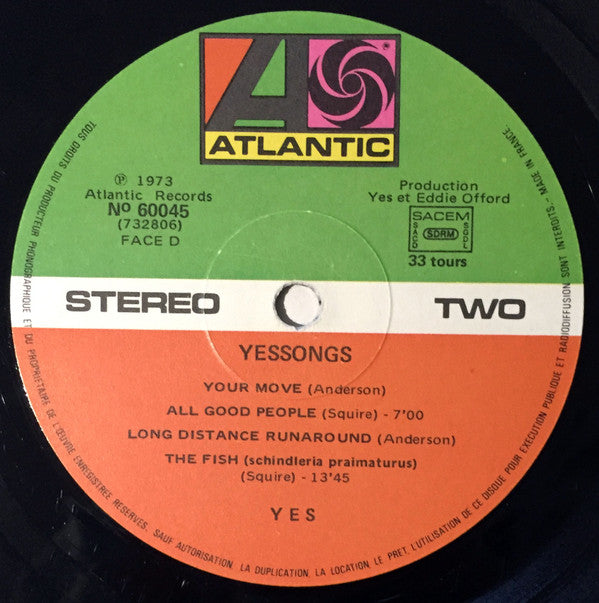 ATLANTIC
℗ 1973
Atlantic Records
Nº 60045
(732806)
FACE D
Production
Yes et Eddie Offord
SACEM
SACD SDRM SGDL
33 tours
STEREO TWO
YESSONGS
YOUR MOVE (Anderson)
ALL GOOD PEOPLE (Squire) - 7'00
LONG DISTANCE RUNAROUND (Anderson)
THE FISH (schindleria praimaturus)
(Squire) - 13'45
YES
TOUS DROITS DU PRODUCTEUR PHONOGRAPHIQUE ET DU PROPRIETAIRE DE L'ŒUVRE ENREGISTREE RESERVES. SAUF AUTORISATION. LA DUPLICATION, LA LOCATION, LE PRET, L'UTILISATION DE CE DISQUE POUR EXECUTION PUBLIQUE ET RADIODIFFUSION SONT INTERDITS - MADE IN FRANCE.